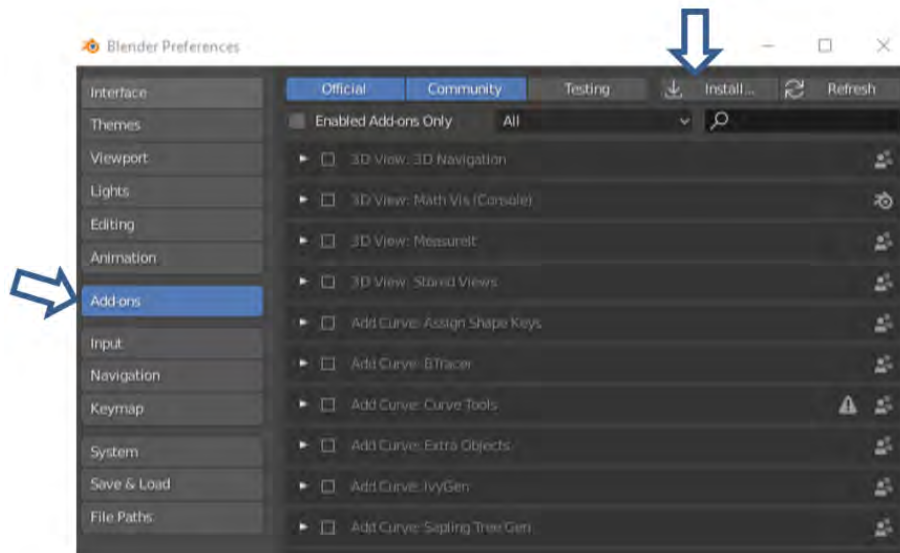 Blender Preferences
Interface
Themes
Viewport
Lights
Editing
Animation
Add-ons
Input
Navigation
Keymap
System
Save & Load
File Paths
Official Community Testing Install... Refresh
Enabled Add-ons Only All
3D View: 3D Navigation
3D View: Math Vis (Console)
3D View: MeasureIt
3D View: Stored Views
Add Curve: Assign Shape Keys
Add Curve: BTracer
Add Curve: Curve Tools
Add Curve: Extra Objects
Add Curve: IvyGen
Add Curve: Sapling Tree Gen